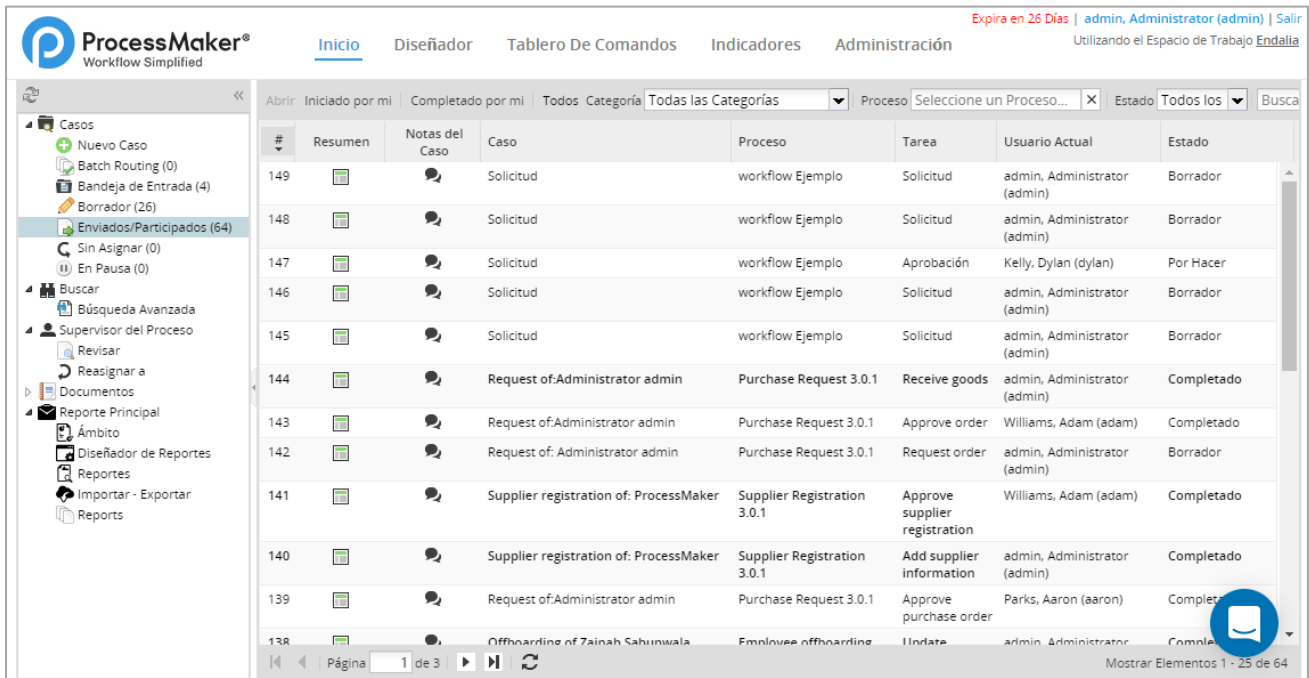 Expira en 26 Días | admin, Administrator (admin) | Salir
Utilizando el Espacio de Trabajo Endalia
ProcessMaker®
Workflow Simplified
Inicio Diseñador Tablero De Comandos Indicadores Administración
Abrir Iniciado por mi Completado por mi Todos Categoría Todas las Categorías Proceso Seleccione un Proceso... X Estado Todos los Busca
Casos
Nuevo Caso
Batch Routing (0)
Bandeja de Entrada (4)
Borrador (26)
Enviados/Participados (64)
Sin Asignar (0)
En Pausa (0)
Buscar
Búsqueda Avanzada
Supervisor del Proceso
Revisar
Reasignar a
Documentos
Reporte Principal
Ámbito
Diseñador de Reportes
Reportes
Importar - Exportar
Reports
# Resumen Notas del Caso Caso Proceso Tarea Usuario Actual Estado
149 Solicitud workflow Ejemplo Solicitud admin, Administrator (admin) Borrador
148 Solicitud workflow Ejemplo Solicitud admin, Administrator (admin) Borrador
147 Solicitud workflow Ejemplo Aprobación Kelly, Dylan (dylan) Por Hacer
146 Solicitud workflow Ejemplo Solicitud admin, Administrator (admin) Borrador
145 Solicitud workflow Ejemplo Solicitud admin, Administrator (admin) Borrador
144 Request of:Administrator admin Purchase Request 3.0.1 Receive goods admin, Administrator (admin) Completado
143 Request of:Administrator admin Purchase Request 3.0.1 Approve order Williams, Adam (adam) Completado
142 Request of: Administrator admin Purchase Request 3.0.1 Request order admin, Administrator (admin) Borrador
141 Supplier registration of: ProcessMaker Supplier Registration 3.0.1 Approve supplier registration Williams, Adam (adam) Completado
140 Supplier registration of: ProcessMaker Supplier Registration 3.0.1 Add supplier information admin, Administrator (admin) Completado
139 Request of:Administrator admin Purchase Request 3.0.1 Approve purchase order Parks, Aaron (aaron) Complet
138 Offboarding of Zainab Sabunwala Employee offboarding Update admin, Administrator Comple
Página 1 de 3 Mostrar Elementos 1 - 25 de 64